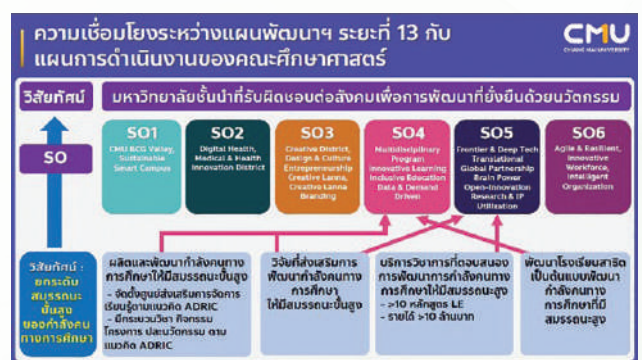 ความเชื่อมโยงระหว่างแผนพัฒนาฯ ระยะที่ 13 กับ
แผนการดำเนินงานของคณะศึกษาศาสตร์
CMU
CHIANG MAI UNIVERSITY
วิสัยทัศน์
มหาวิทยาลัยชั้นนำที่รับผิดชอบต่อสังคมเพื่อการพัฒนาที่ยั่งยืนด้วยนวัตกรรม
SO
SO1
CMU BCG Valley,
Sustainable
Smart Campus
SO2
Digital Health,
Medical & Health
Innovation District
SO3
Creative District,
Design & Culture
Entrepreneurship
Creative Lanna,
Creative Lanna
Branding
SO4
Multidisciplinary
Program
Innovative Learning
Inclusive Education
Data & Demand
Driven
SO5
Frontier & Deep Tech
Translational
Global Partnership
Brain Power
Open-Innovation
Research & IP
Utilization
SO6
Agile & Resilient,
Innovative
Workforce,
Intelligent
Organization
วิสัยทัศน์ :
ยกระดับ
สมรรถนะ
ขั้นสูง
ของกำลังคน
ทางการศึกษา
ผลิตและพัฒนากำลังคนทาง
การศึกษาให้มีสมรรถนะขั้นสูง
- จัดตั้งศูนย์ส่งเสริมการจัดการ
เรียนรู้ตามแนวคิด ADRIC
- มีกระบวนวิชา กิจกรรม
โครงการ และนวัตกรรม ตาม
แนวคิด ADRIC
วิจัยที่ส่งเสริมการ
พัฒนากำลังคนทาง
การศึกษา
ให้มีสมรรถนะขั้นสูง
บริการวิชาการที่ตอบสนอง
การพัฒนาการกำลังคนทาง
การศึกษาให้มีสมรรถนะสูง
- >10 หลักสูตร LE
- รายได้ >10 ล้านบาท
พัฒนาโรงเรียนสาธิต
เป็นต้นแบบพัฒนา
กำลังคนทาง
การศึกษาที่มี
สมรรถนะสูง